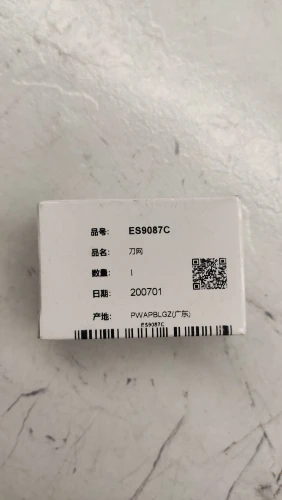 品号: ES9087C
品名: 刀网
数量: 1
日期: 200701
产地: PWAPBLGZ(广东)
ES9087C